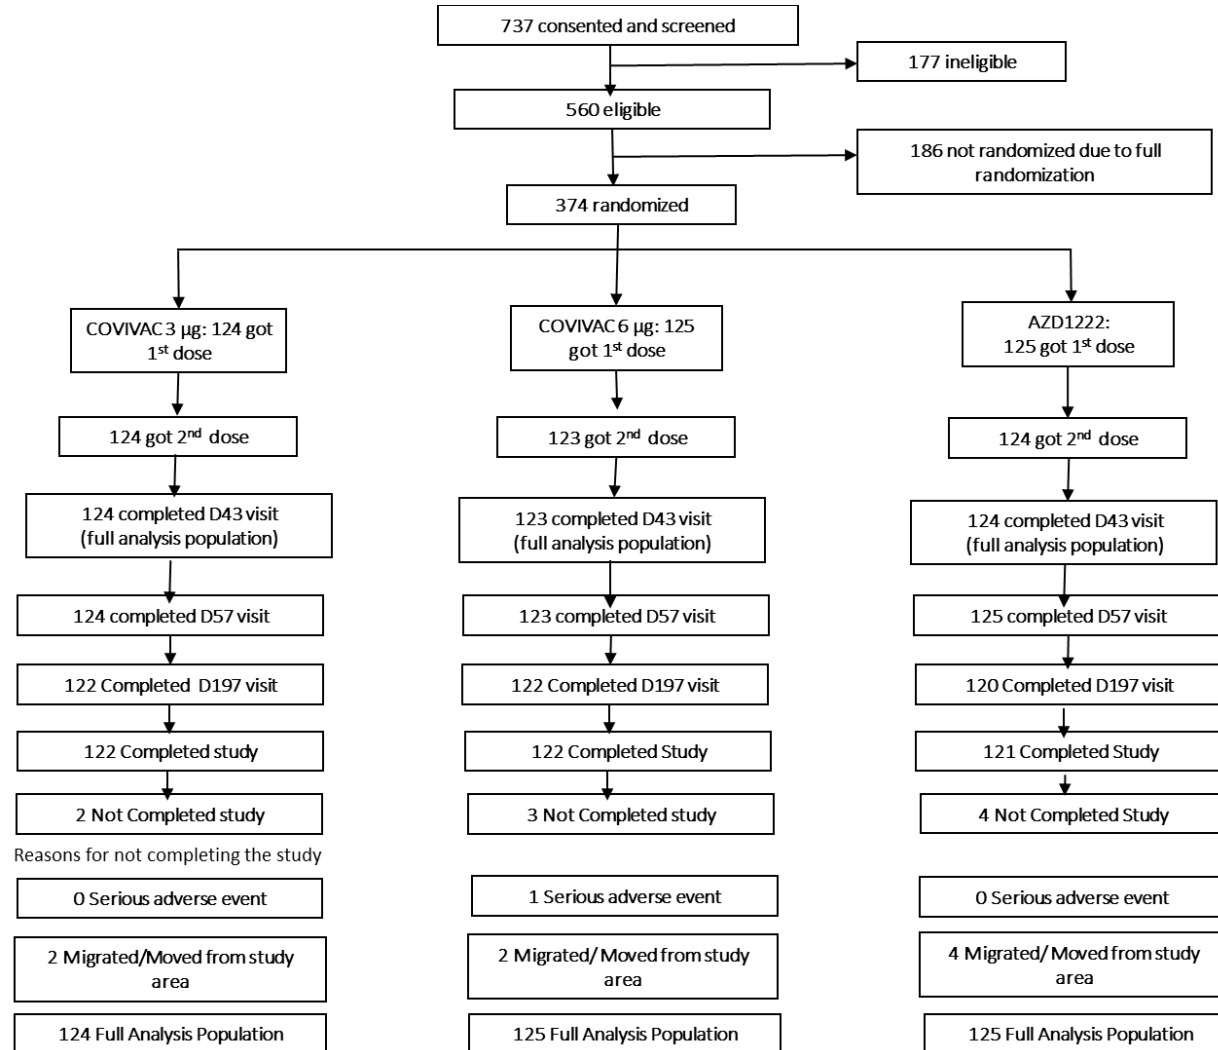 737 consented and screened
177 ineligible
560 eligible
186 not randomized due to full
randomization
374 randomized
COVIVAC 3 µg: 124 got
1st dose
COVIVAC 6 µg: 125
got 1st dose
AZD1222:
125 got 1st dose
124 got 2nd dose
123 got 2nd dose
124 got 2nd dose
124 completed D43 visit
(full analysis population)
123 completed D43 visit
(full analysis population)
124 completed D43 visit
(full analysis population)
124 completed D57 visit
123 completed D57 visit
125 completed D57 visit
122 Completed D197 visit
122 Completed D197 visit
120 Completed D197 visit
122 Completed study
122 Completed Study
121 Completed Study
2 Not Completed study
3 Not Completed study
4 Not Completed Study
Reasons for not completing the study
0 Serious adverse event
1 Serious adverse event
0 Serious adverse event
2 Migrated/Moved from study
area
2 Migrated/ Moved from study
area
4 Migrated/ Moved from study
area
124 Full Analysis Population
125 Full Analysis Population
125 Full Analysis Population